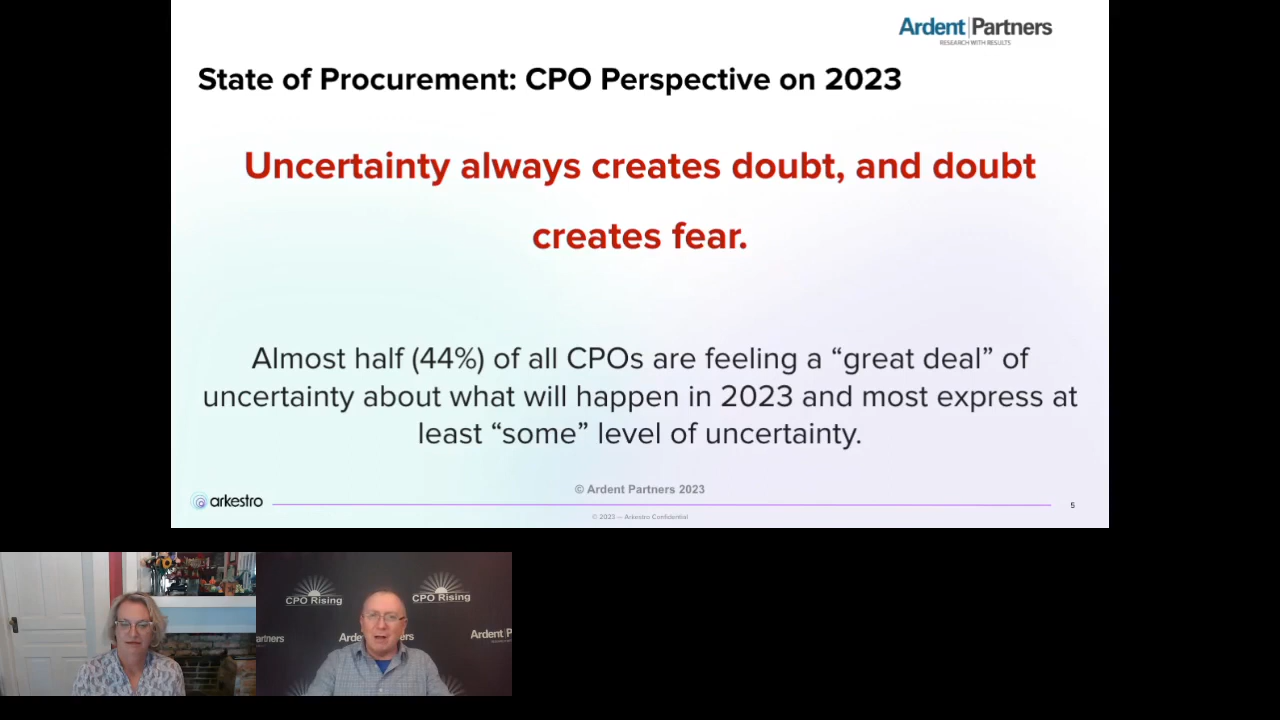 Ardent Partners
RESEARCH WITH RESULTS
State of Procurement: CPO Perspective on 2023
Uncertainty always creates doubt, and doubt
creates fear.
Almost half (44%) of all CPOs are feeling a “great deal” of
uncertainty about what will happen in 2023 and most express at
least “some” level of uncertainty.
© Ardent Partners 2023
arkestro
5
© 2023 — Arkestro Confidential
CPO Rising
CPO Rising
artners
Arde
ers
Ardent P